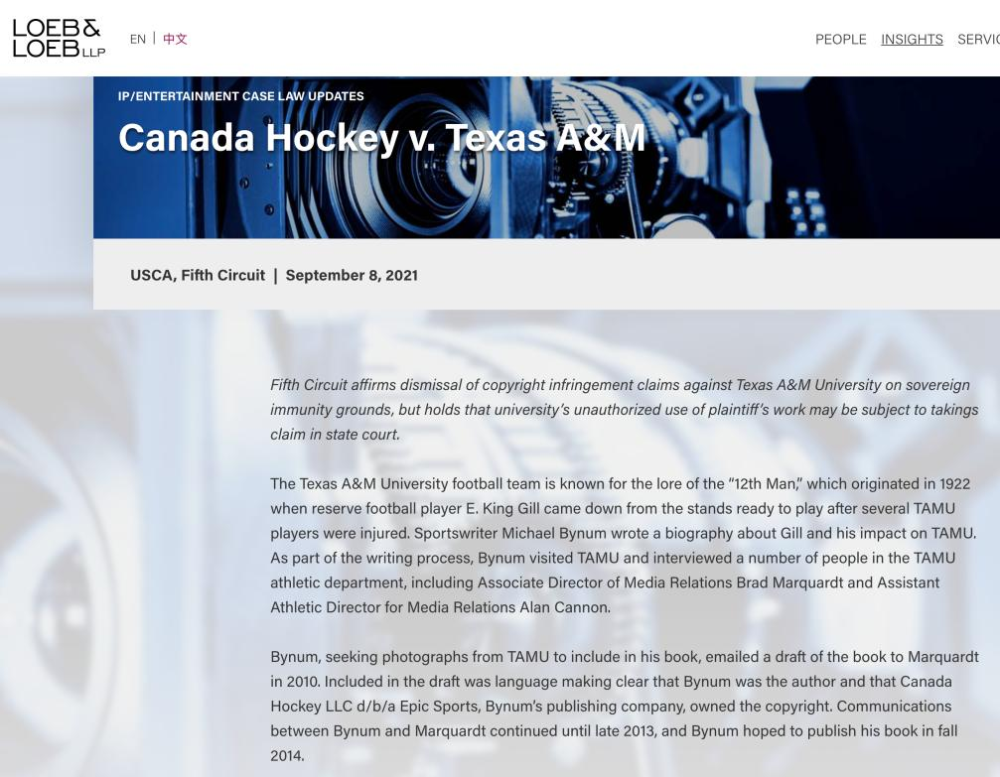 LOEB &
LOEB LLP
EN | 中文
PEOPLE INSIGHTS
IP/ENTERTAINMENT CASE LAW UPDATES
Canada Hockey v. Texas A&M
USCA, Fifth Circuit | September 8, 2021
Fifth Circuit affirms dismissal of copyright infringement claims against Texas A&M University on sovereign
immunity grounds, but holds that university’s unauthorized use of plaintiff’s work may be subject to takings
claim in state court.
The Texas A&M University football team is known for the lore of the “12th Man,” which originated in 1922
when reserve football player E. King Gill came down from the stands ready to play after several TAMU
players were injured. Sportswriter Michael Bynum wrote a biography about Gill and his impact on TAMU.
As part of the writing process, Bynum visited TAMU and interviewed a number of people in the TAMU
athletic department, including Associate Director of Media Relations Brad Marquardt and Assistant
Athletic Director for Media Relations Alan Cannon.
Bynum, seeking photographs from TAMU to include in his book, emailed a draft of the book to Marquardt
in 2010. Included in the draft was language making clear that Bynum was the author and that Canada
Hockey LLC d/b/a Epic Sports, Bynum’s publishing company, owned the copyright. Communications
between Bynum and Marquardt continued until late 2013, and Bynum hoped to publish his book in fall
2014.